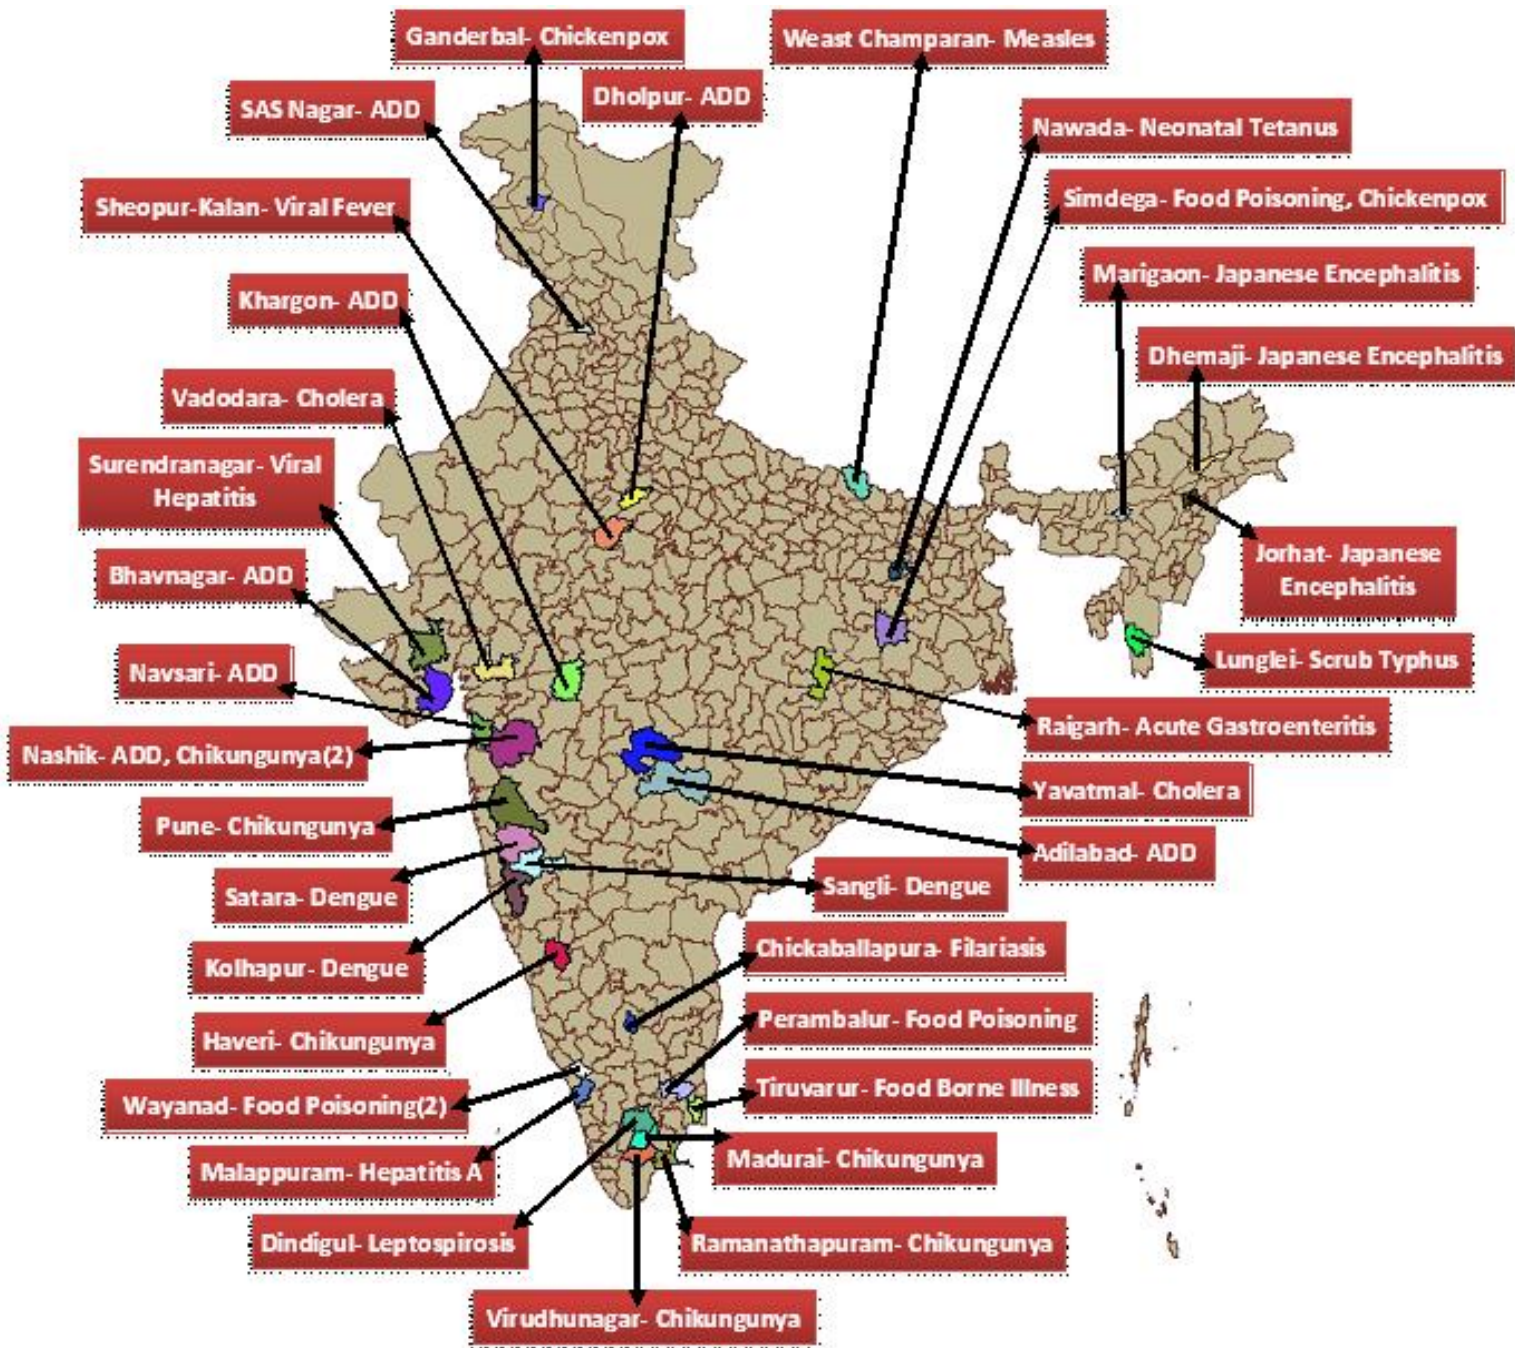 Ganderbal- Chickenpox
Weast Champaran- Measles
SAS Nagar- ADD
Dholpur- ADD
Nawada- Neonatal Tetanus
Sheopur-Kalan- Viral Fever
Simdega- Food Poisoning, Chickenpox
Khargon- ADD
Marigaon- Japanese Encephalitis
Dhemaji- Japanese Encephalitis
Vadodara- Cholera
Surendranagar- Viral
Hepatitis
Jorhat- Japanese
Encephalitis
Bhavnagar- ADD
Lunglei- Scrub Typhus
Navsari- ADD
Raigarh- Acute Gastroenteritis
Nashik- ADD, Chikungunya(2)
Yavatmal- Cholera
Pune- Chikungunya
Adilabad- ADD
Satara- Dengue
Sangli- Dengue
Kolhapur- Dengue
Chickaballapura- Filariasis
Haveri- Chikungunya
Perambalur- Food Poisoning
Wayanad- Food Poisoning(2)
Tiruvarur- Food Borne Illness
Malappuram- Hepatitis A
Madurai- Chikungunya
Dindigul- Leptospirosis
Ramanathapuram- Chikungunya
Virudhunagar- Chikungunya